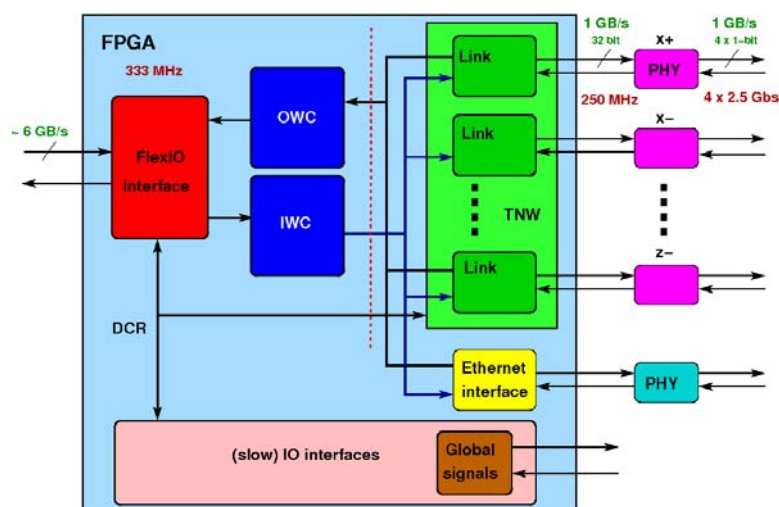 FPGA
333 MHz
~ 6 GB/s
FlexIO
interface
OWC
IWC
DCR
Link
Link
TNW
Link
1 GB/s
32 bit
x+
PHY
1 GB/s
4 x 1-bit
250 MHz
4 x 2.5 Gbs
x-
z-
Ethernet
interface
PHY
(slow) IO interfaces
Global
signals